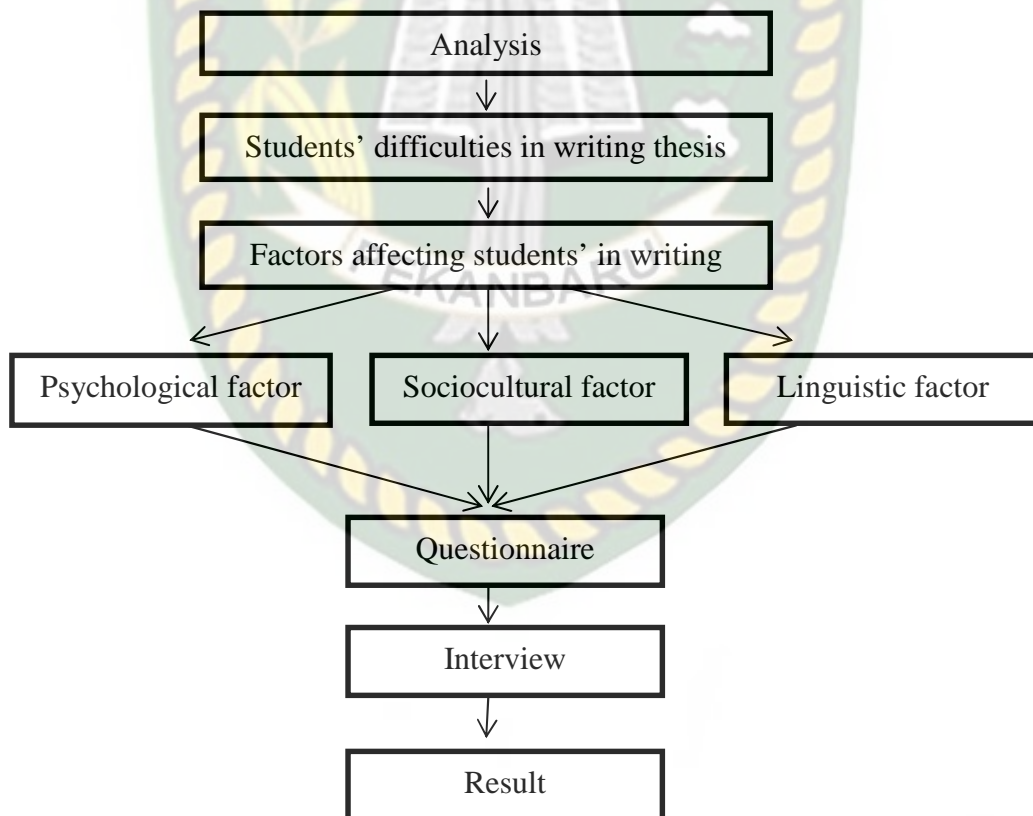 Analysis
Students’ difficulties in writing thesis
Factors affecting students’ in writing
PEKANBARU
Psychological factor
Sociocultural factor
Linguistic factor
Questionnaire
Interview
Result